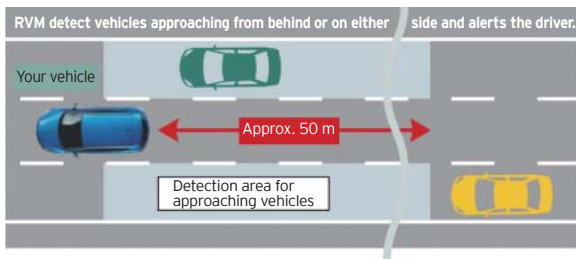 RVM detect vehicles approaching from behind or on either side and alerts the driver.
Your vehicle
Approx. 50 m
Detection area for
approaching vehicles